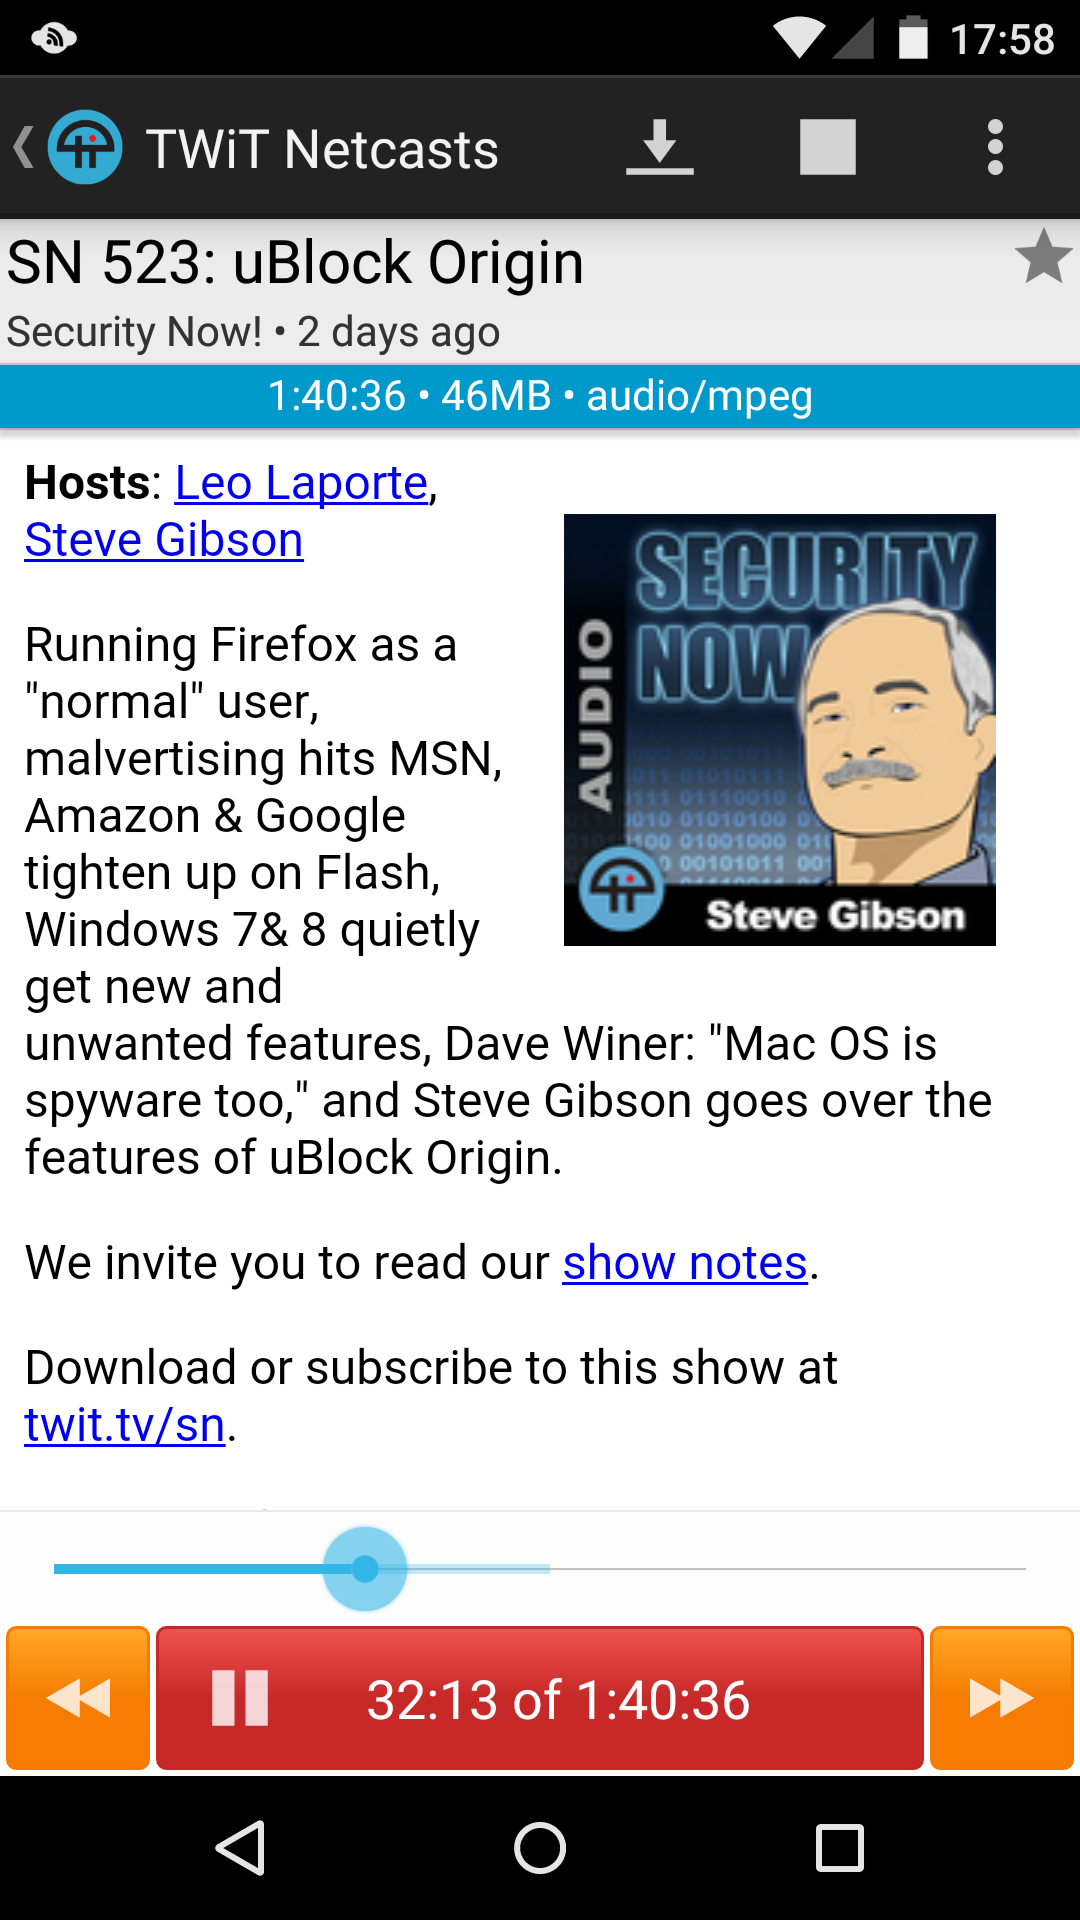 17:58
TWiT Netcasts
SN 523: uBlock Origin
Security Now! • 2 days ago
1:40:36 • 46MB • audio/mpeg
Hosts: Leo Laporte,
Steve Gibson
SECURITY
NOW
AUDIO
Steve Gibson
Running Firefox as a
"normal" user,
malvertising hits MSN,
Amazon & Google
tighten up on Flash,
Windows 7& 8 quietly
get new and
unwanted features, Dave Winer: "Mac OS is
spyware too," and Steve Gibson goes over the
features of uBlock Origin.
We invite you to read our show notes.
Download or subscribe to this show at
twit.tv/sn.
32:13 of 1:40:36